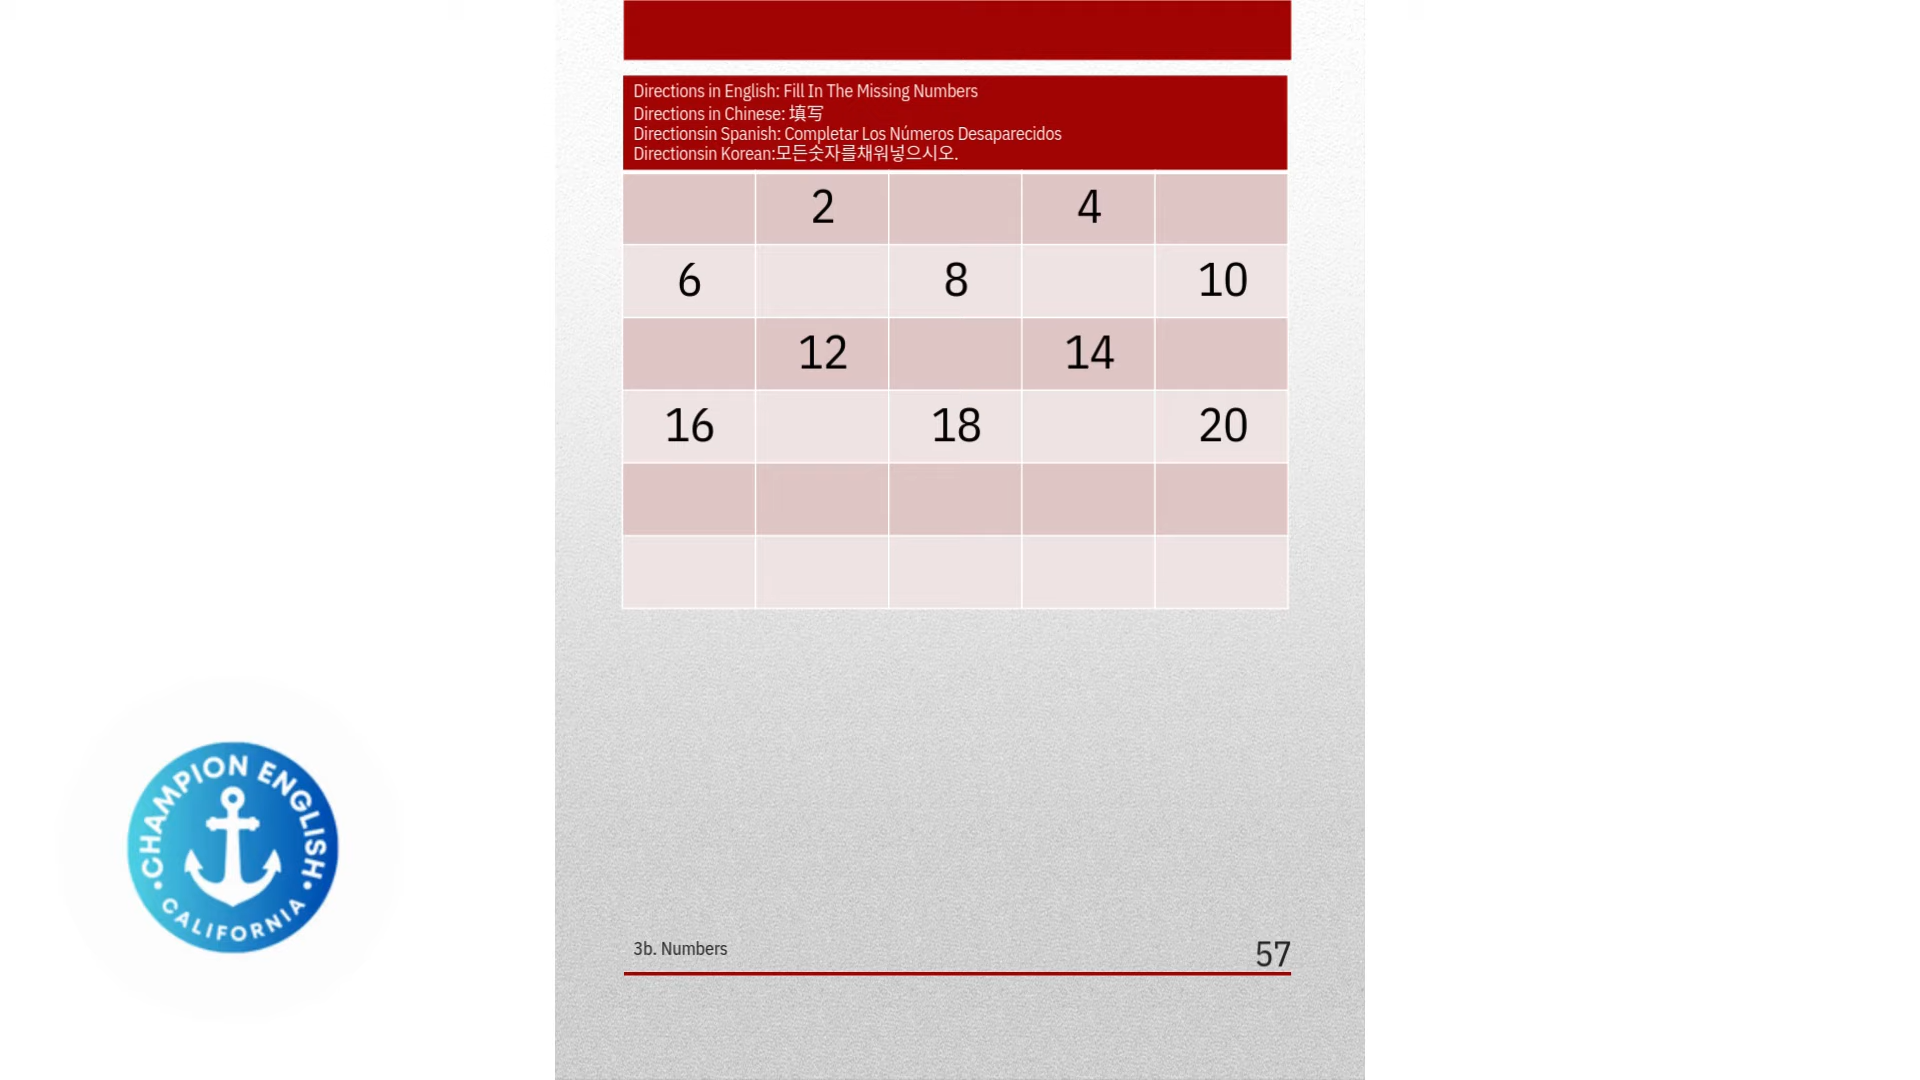 Directions in English: Fill In The Missing Numbers
Directions in Chinese: 填写
Directionsin Spanish: Completar Los Números Desaparecidos
Directionsin Korean:모든숫자를채워넣으시오.
2 4
6 8 10
12 14
16 18 20
CHAMPION ENGLISH
CALIFORNIA
3b. Numbers 57